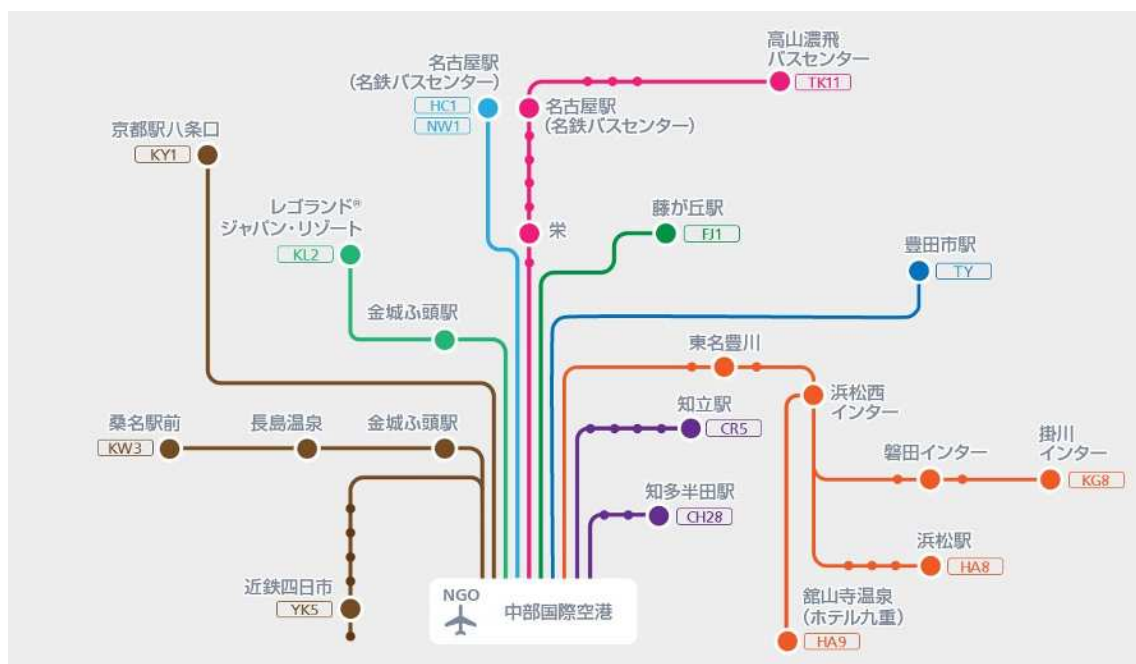 高山濃飛
バスセンター
TK11
名古屋駅
(名鉄バスセンター)
HC1
NW1
名古屋駅
(名鉄バスセンター)
京都駅八条口
KY1
レゴランド®
ジャパン・リゾート
KL2
栄
藤が丘駅
FJ1
豊田市駅
TY
金城ふ頭駅
東名豊川
浜松西
インター
桑名駅前
KW3
長島温泉
金城ふ頭駅
知立駅
CR5
磐田インター
掛川
インター
KG8
知多半田駅
CH28
浜松駅
HA8
近鉄四日市
YK5
NGO
中部国際空港
舘山寺温泉
(ホテル九重)
HA9